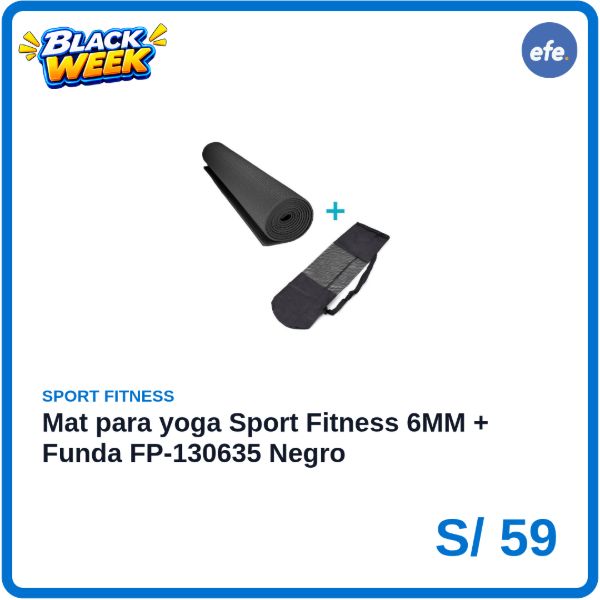 BLACK
WEEK
efe.
+
SPORT FITNESS
Mat para yoga Sport Fitness 6MM +
Funda FP-130635 Negro
S/ 59